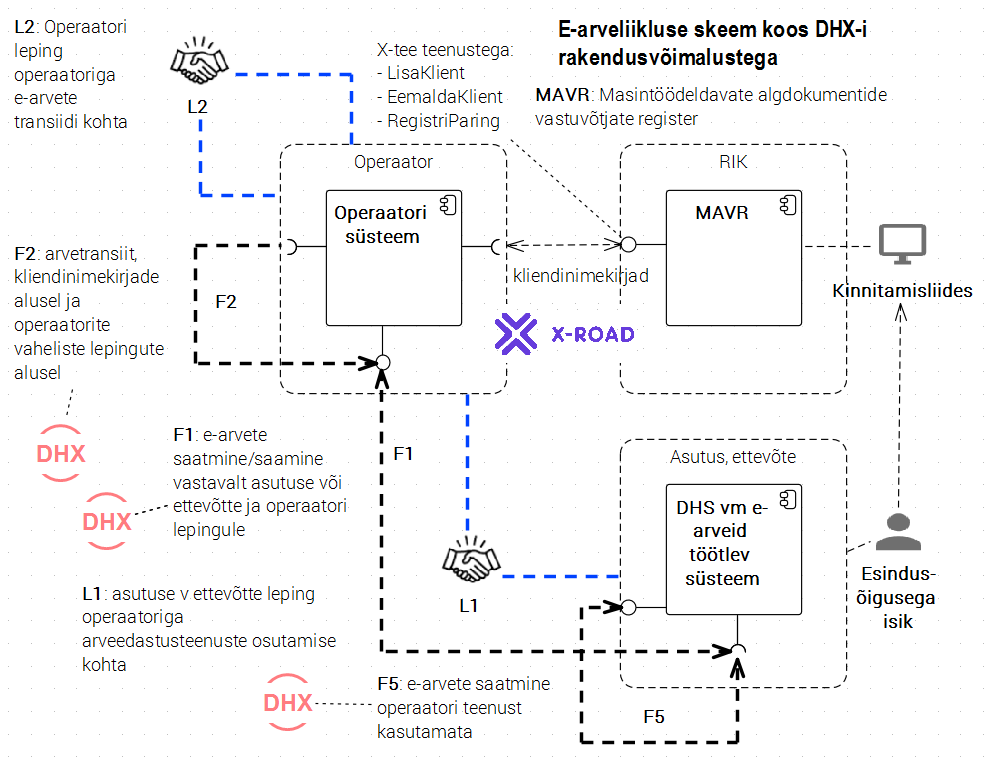 L2: Operaatori
leping
operaatoriga
e-arvete
transiidi kohta
L2
X-tee teenustega:
- LisaKlient
- EemaldaKlient
- RegistriParing
E-arveliikluse skeem koos DHX-i
rakendusvõimalustega
MAVR: Masintöödeldavate algdokumentide
vastuvõtjate register
Operaator
Operaatori
süsteem
RIK
MAVR
kliendinimekirjad
Kinnitamisliides
X-ROAD
F2: arvetransiit,
kliendinimekirjade
alusel ja
operaatorite
vaheliste lepingute
alusel
F2
DHX
F1: e-arvete
saatmine/saamine
vastavalt asutuse või
ettevõtte ja operaatori
lepingule
DHX
F1
Asutus, ettevõte
DHS vm e-
arveid
töötlev
süsteem
Esindus-
õigusega
isik
L1
L1: asutuse v ettevõtte leping
operaatoriga
arveedastusteenuste osutamise
kohta
DHX
F5: e-arvete saatmine
operaatori teenust
kasutamata
F5